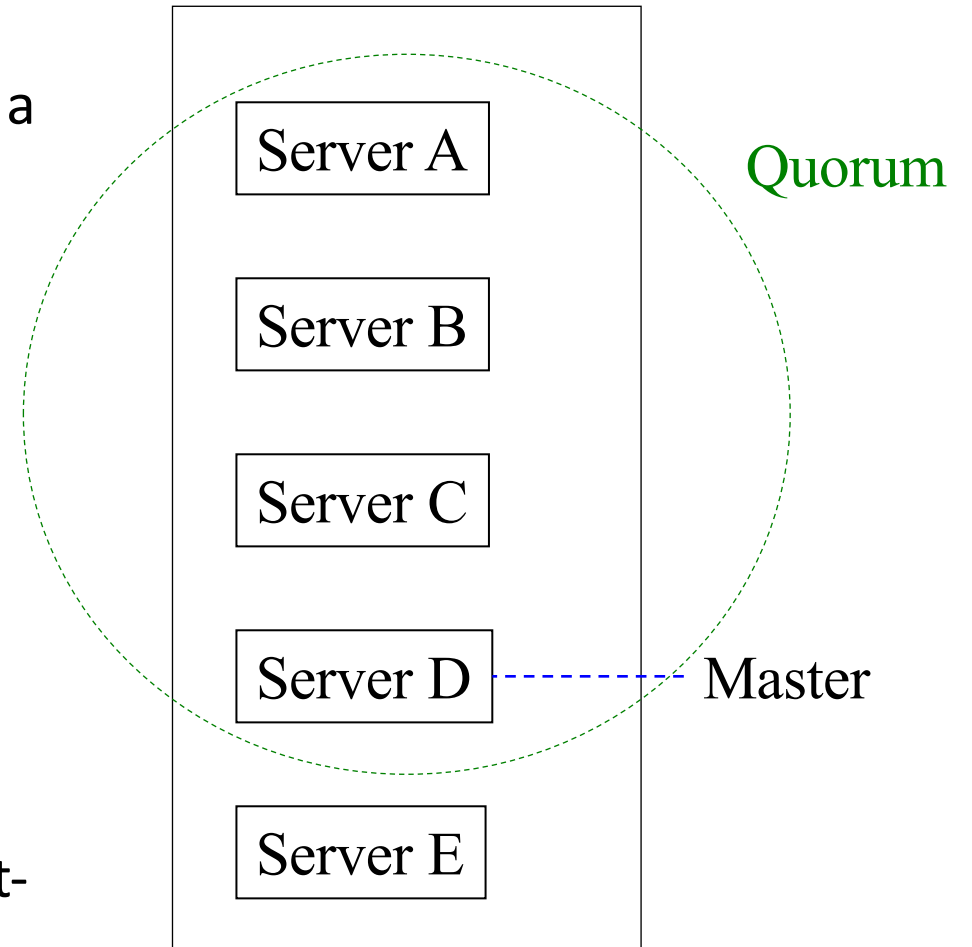 a
Server A
Quorum
Server B
Server C
Server D
Master
Server E
t-